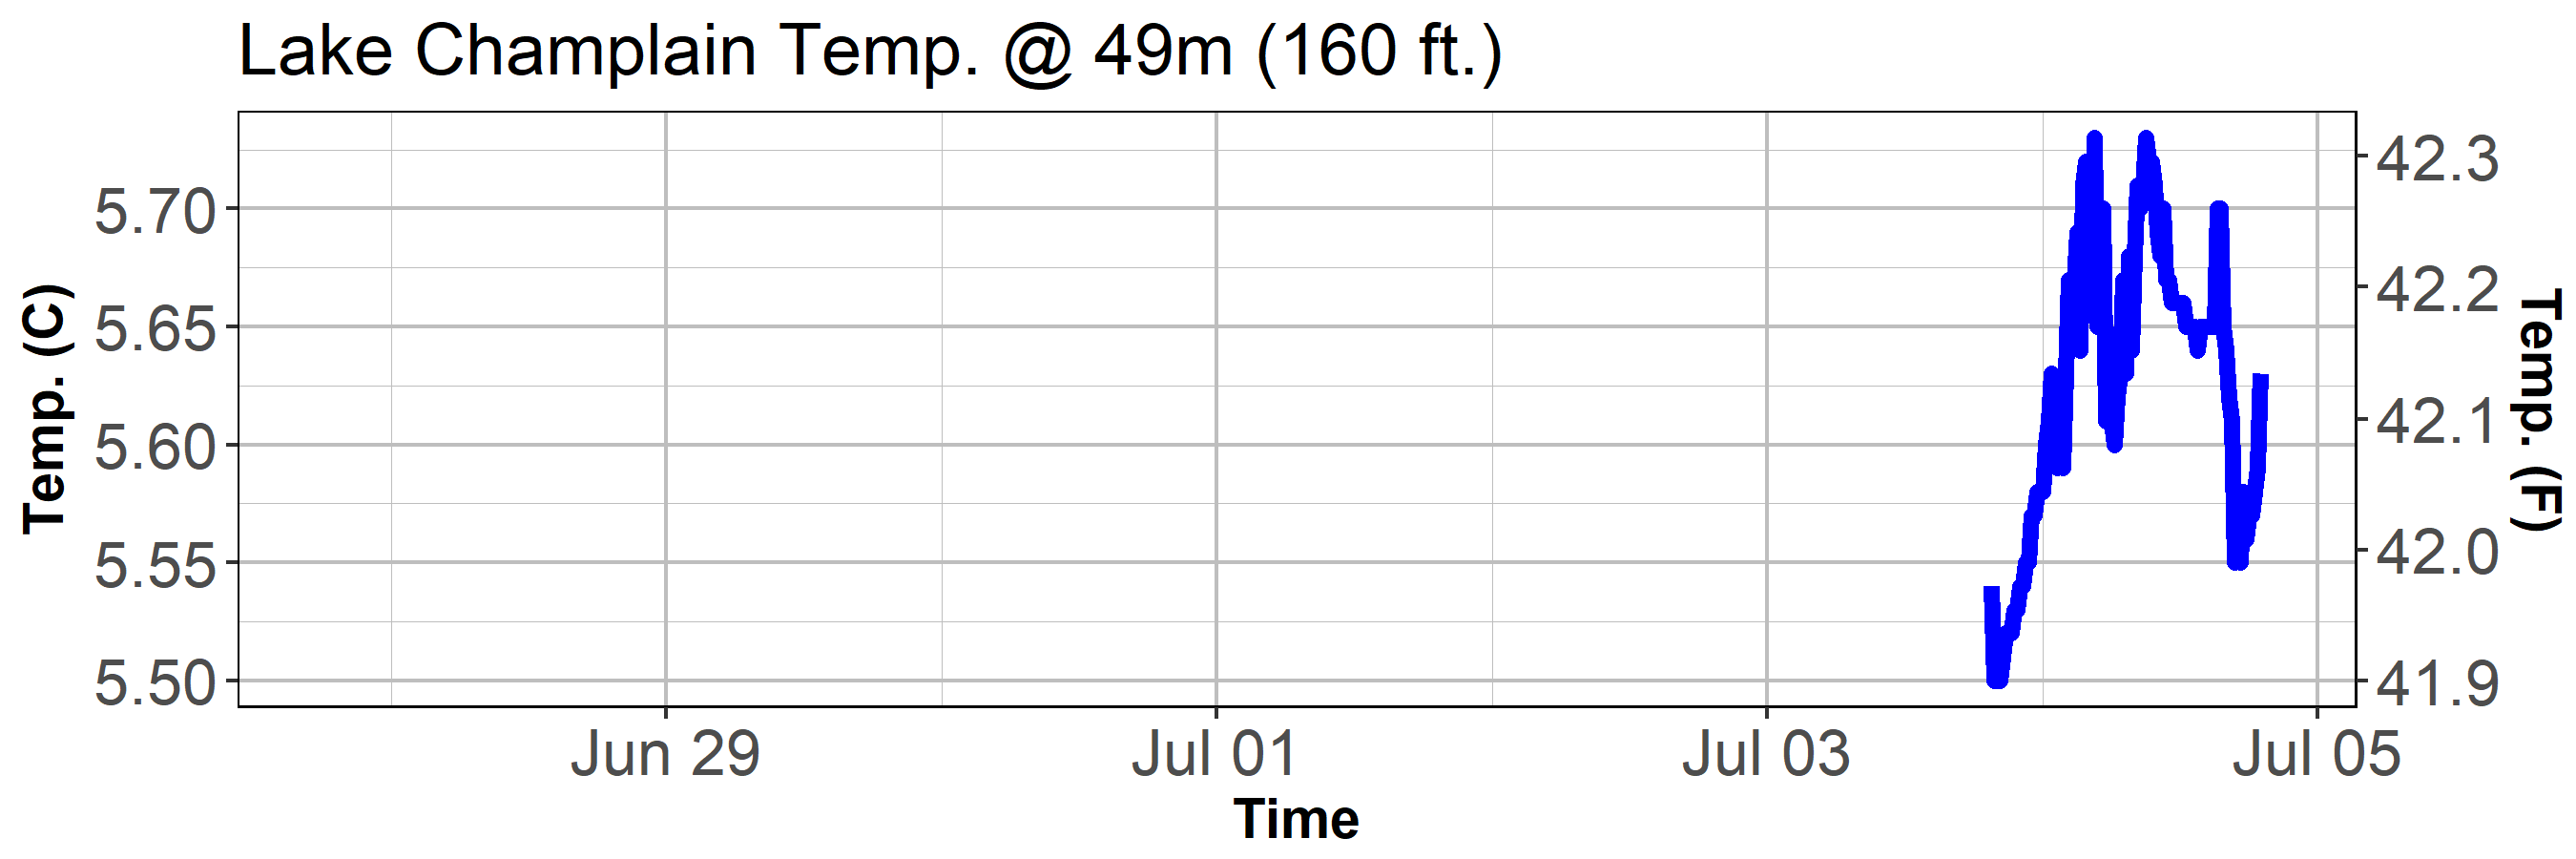 Lake Champlain Temp. @ 49m (160 ft.)
Temp. (C)
5.70
5.65
5.60
5.55
5.50
42.3
42.2
42.1
42.0
41.9
Temp. (F)
Jun 29
Jul 01
Jul 03
Jul 05
Time